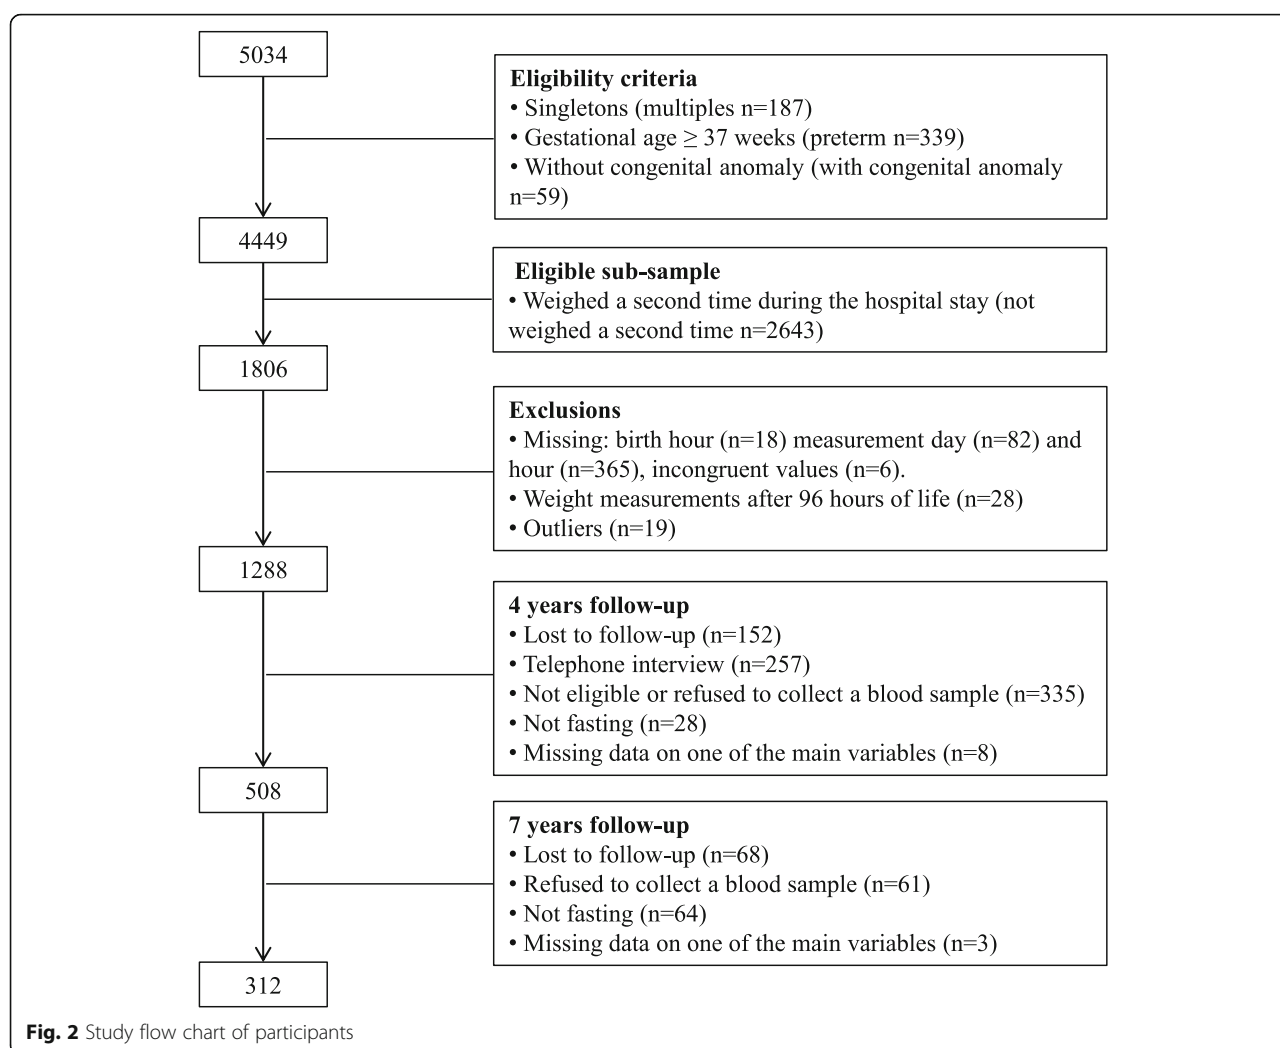 5034
Eligibility criteria
• Singletons (multiples n=187)
• Gestational age ≥ 37 weeks (preterm n=339)
• Without congenital anomaly (with congenital anomaly
n=59)
4449
Eligible sub-sample
• Weighed a second time during the hospital stay (not
weighed a second time n=2643)
1806
Exclusions
• Missing: birth hour (n=18) measurement day (n=82) and
hour (n=365), incongruent values (n=6).
• Weight measurements after 96 hours of life (n=28)
• Outliers (n=19)
1288
4 years follow-up
• Lost to follow-up (n=152)
• Telephone interview (n=257)
• Not eligible or refused to collect a blood sample (n=335)
• Not fasting (n=28)
• Missing data on one of the main variables (n=8)
508
7 years follow-up
• Lost to follow-up (n=68)
• Refused to collect a blood sample (n=61)
• Not fasting (n=64)
• Missing data on one of the main variables (n=3)
312
Fig. 2 Study flow chart of participants